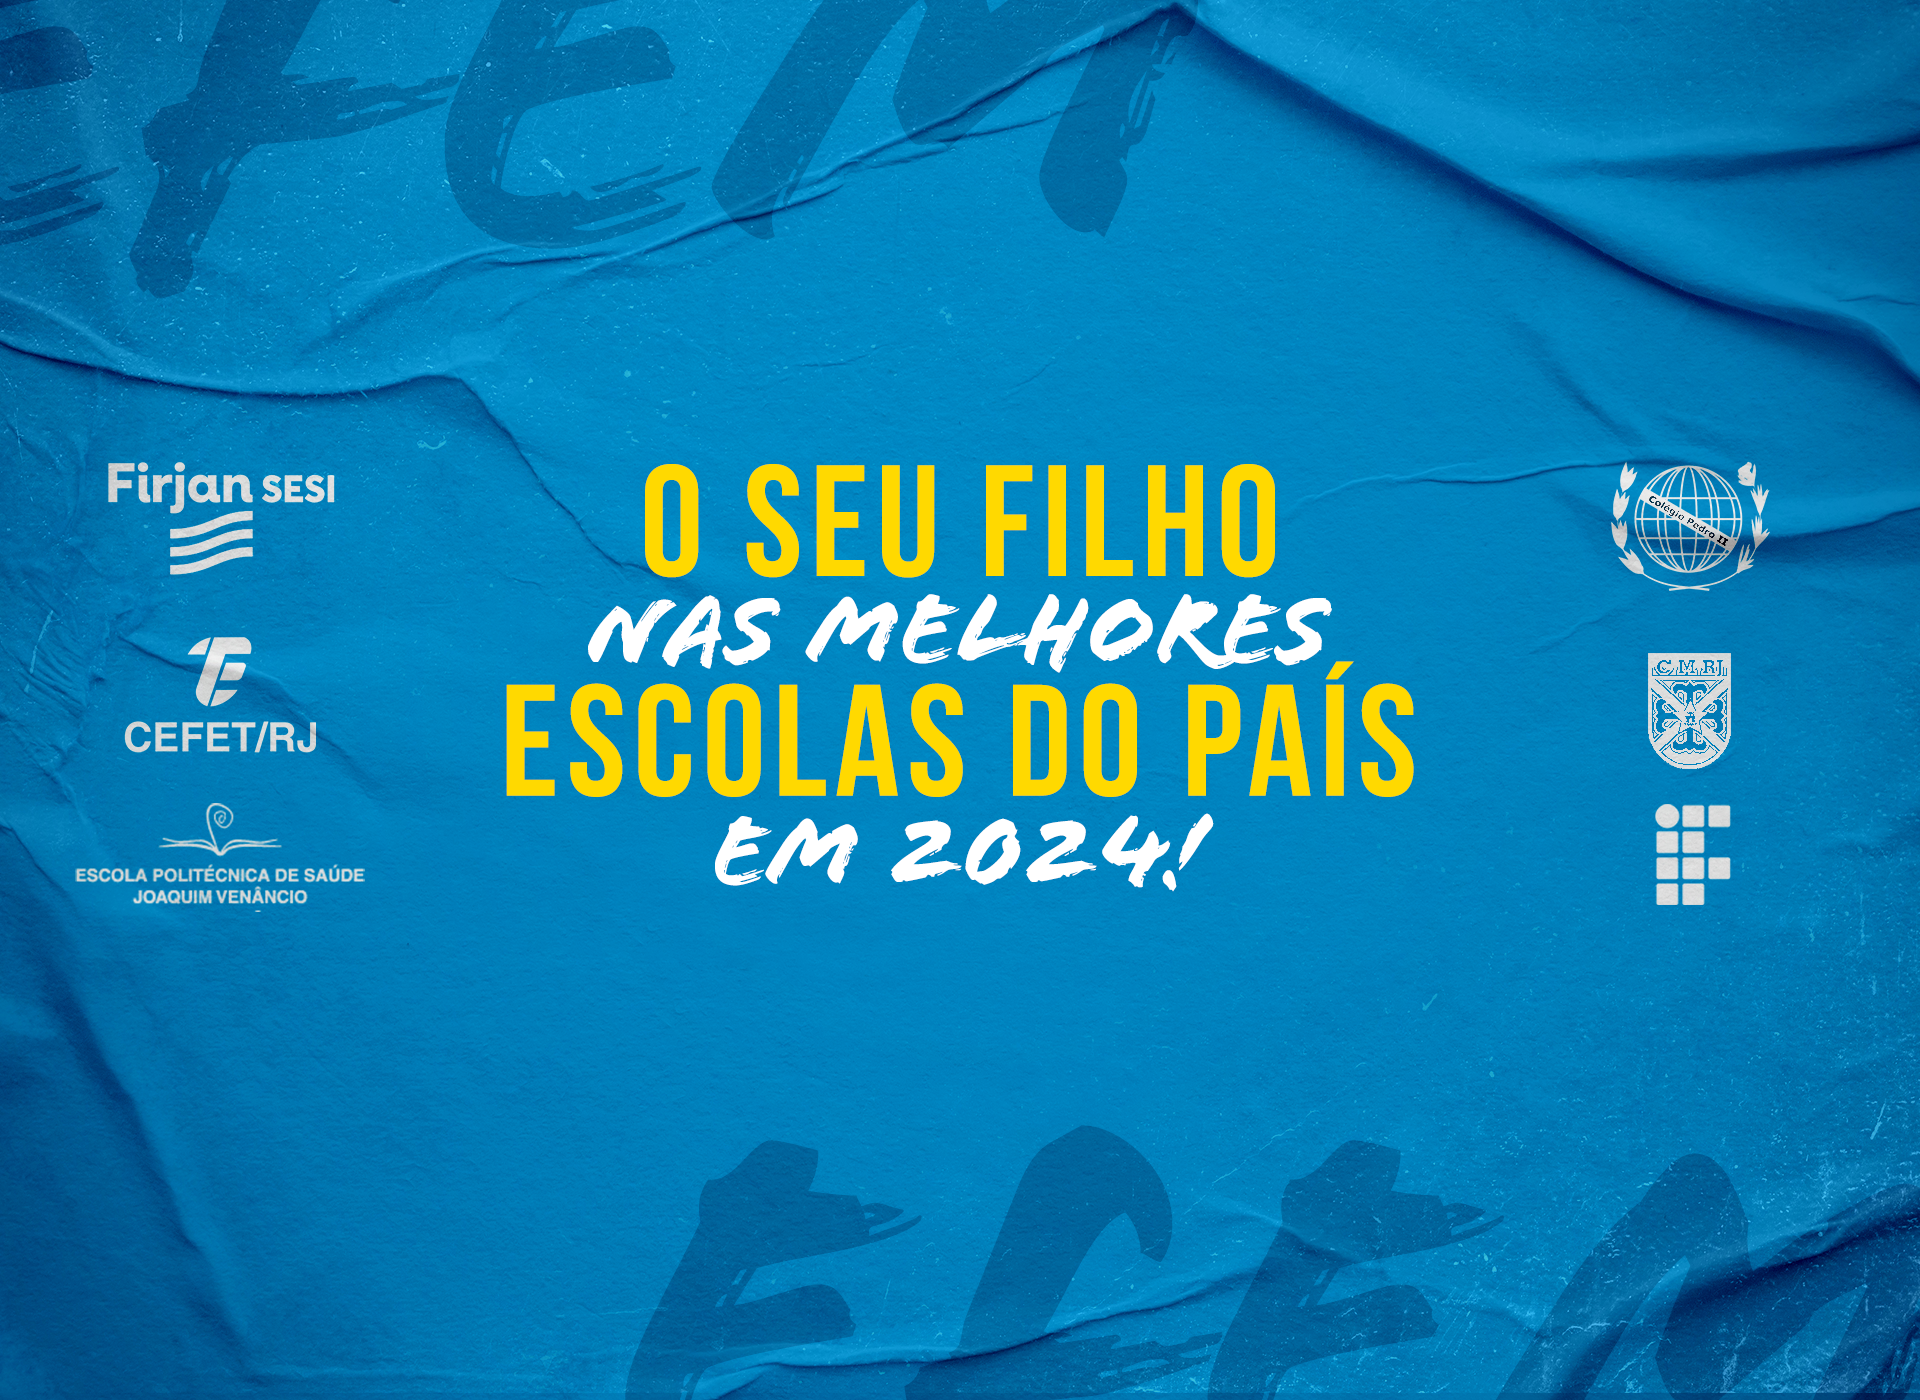 Firjan SESI
CEFET/RJ
ESCOLA POLITÉCNICA DE SAÚDE
JOAQUIM VENÂNCIO
O SEU FILHO
NAS MELHORES
ESCOLAS DO PAÍS
EM 2024!
Colégio Pedro II
C M RJ